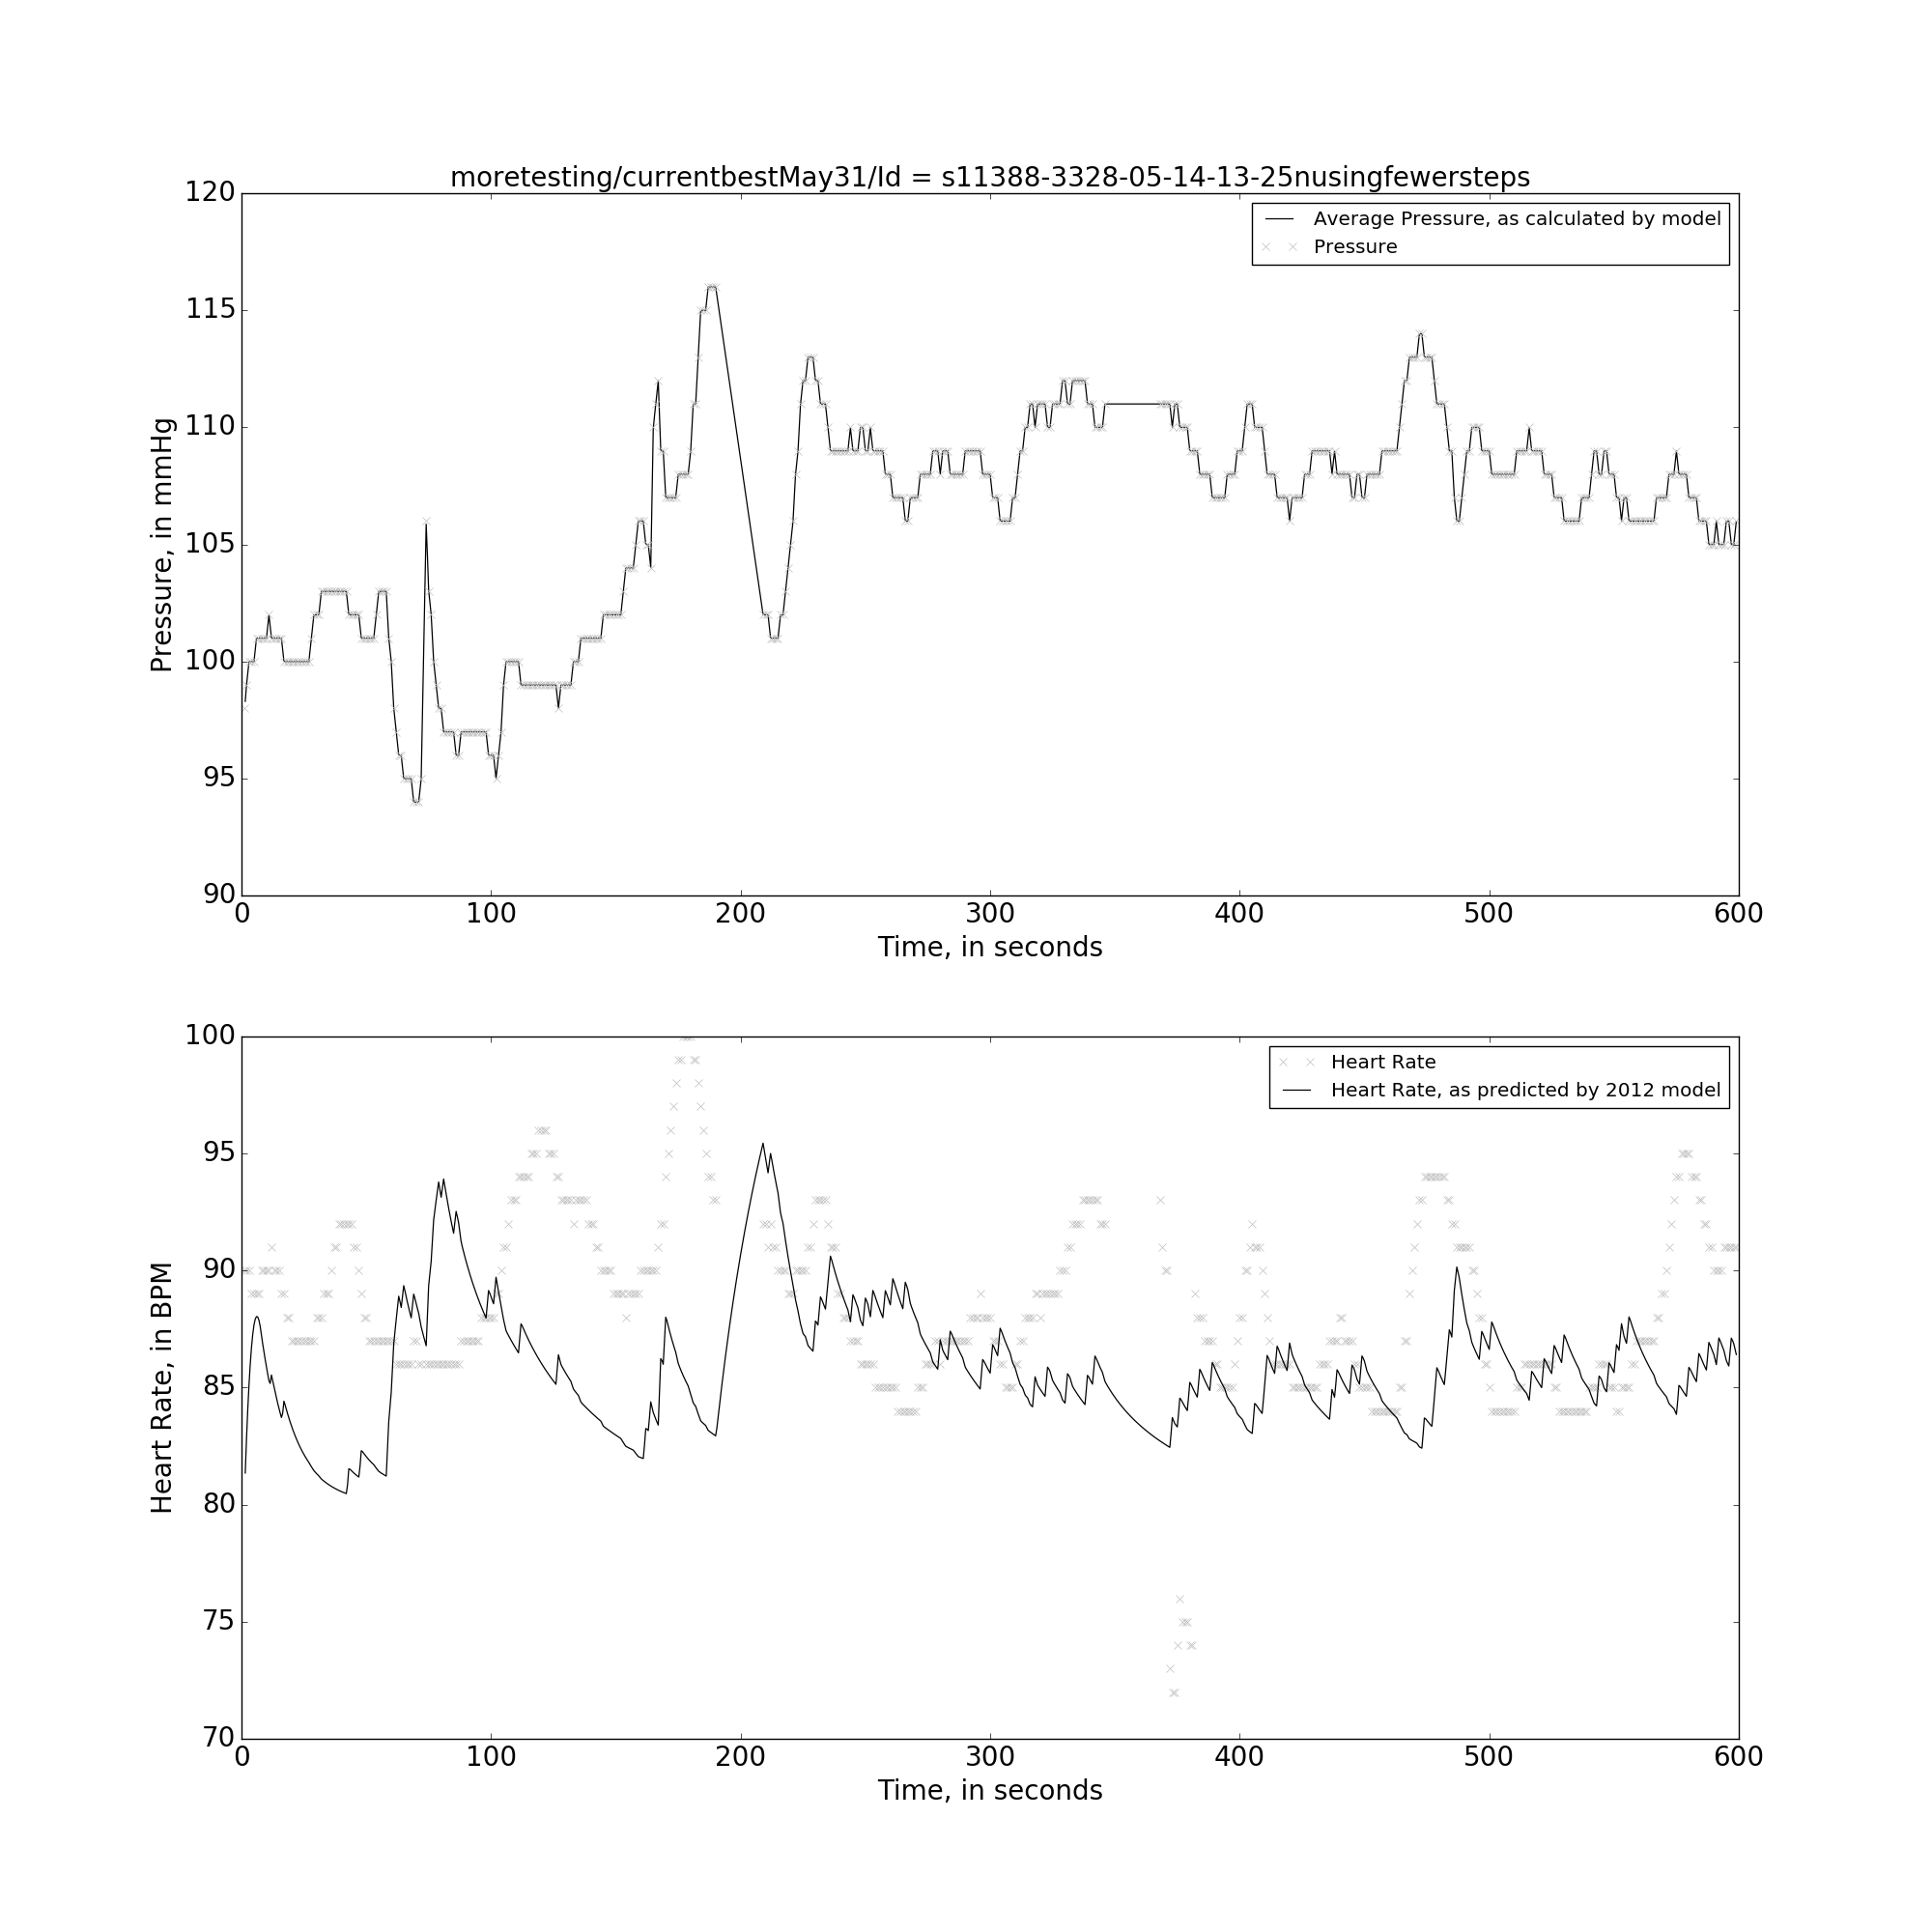 moretesting/currentbestMay31/Id = s11388-3328-05-14-13-25nusingfewersteps
120
115
110
105
100
95
90
Pressure, in mmHg
Average Pressure, as calculated by model
Pressure
0 100 200 300 400 500 600
Time, in seconds
100
95
90
85
80
75
70
Heart Rate, in BPM
Heart Rate
Heart Rate, as predicted by 2012 model
0 100 200 300 400 500 600
Time, in seconds